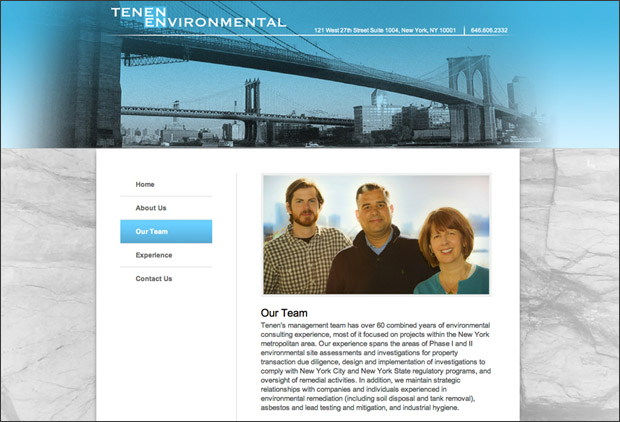 TENEN
ENVIRONMENTAL
121 West 27th Street Suite 1004, New York, NY 10001 | 646.606.2332
Home
About Us
Our Team
Experience
Contact Us
Our Team
Tenen's management team has over 60 combined years of environmental
consulting experience, most of it focused on projects within the New York
metropolitan area. Our experience spans the areas of Phase I and II
environmental site assessments and investigations for property
transaction due diligence, design and implementation of investigations to
comply with New York City and New York State regulatory programs, and
oversight of remedial activities. In addition, we maintain strategic
relationships with companies and individuals experienced in
environmental remediation (including soil disposal and tank removal),
asbestos and lead testing and mitigation, and industrial hygiene.